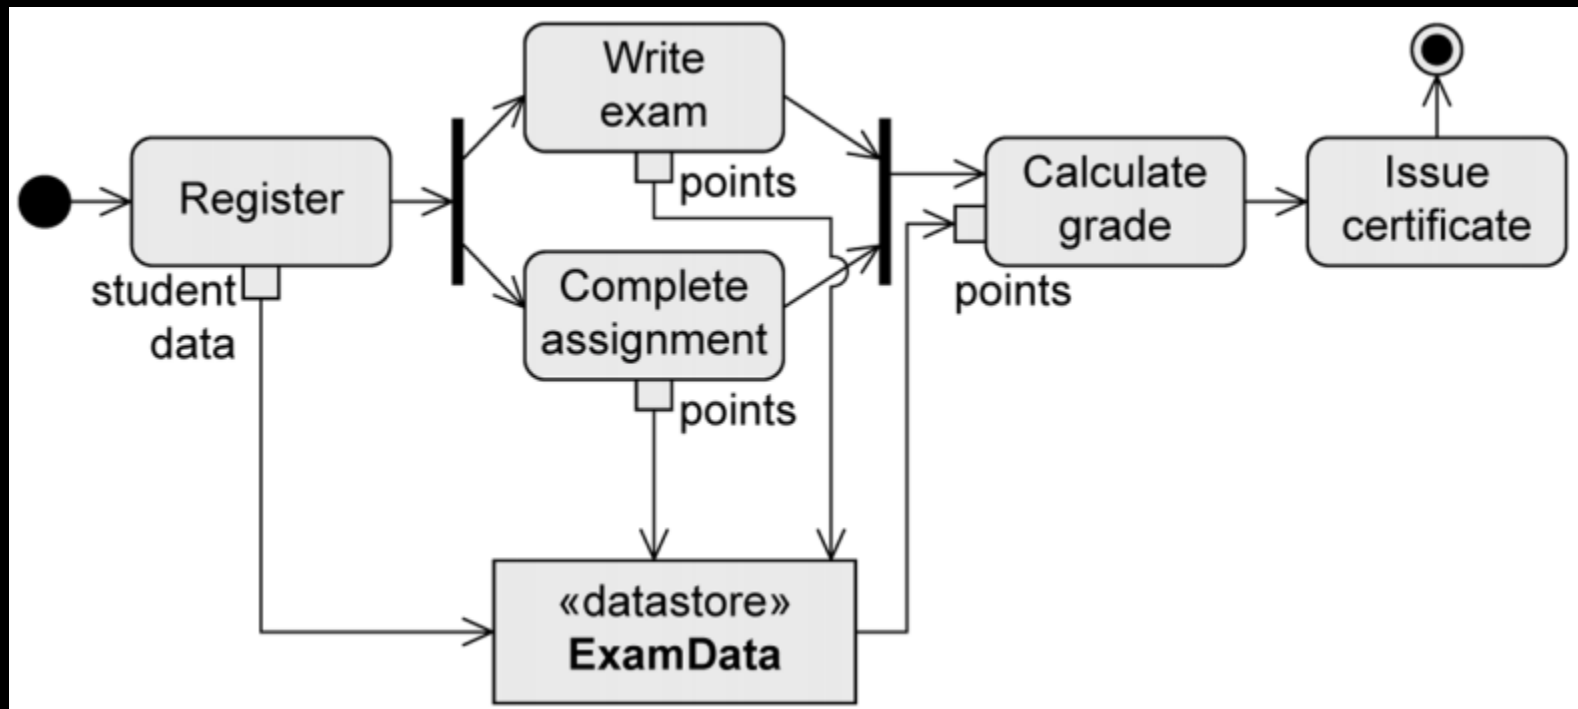 Write
exam
points
Register
student
data
Complete
assignment
points
Calculate
grade
points
Issue
certificate
«datastore»
ExamData